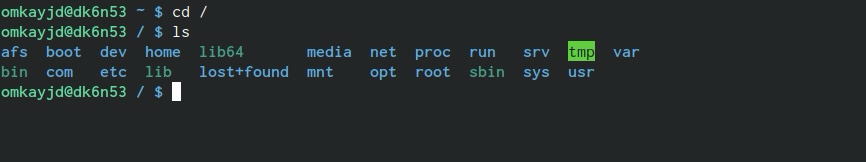 omkayjd@dk6n53 ~ $ cd /
omkayjd@dk6n53 / $ ls
afs  boot  dev  home  lib64       media  net  proc  run   srv  tmp  var
bin  com   etc  lib   lost+found  mnt    opt  root  sbin  sys  usr
omkayjd@dk6n53 / $